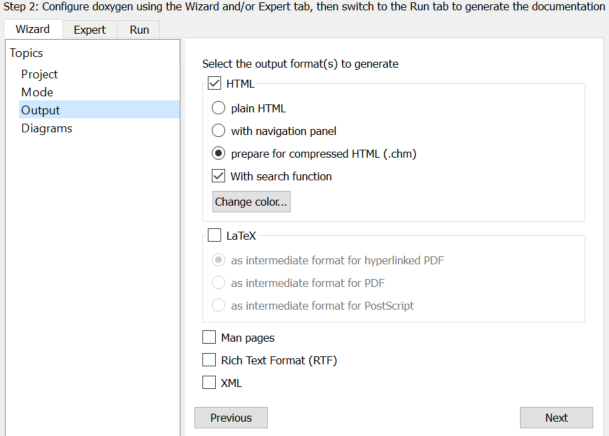 Step 2: Configure doxygen using the Wizard and/or Expert tab, then switch to the Run tab to generate the documentation
Wizard Expert Run
Topics
Project
Mode
Output
Diagrams
Select the output format(s) to generate
HTML
plain HTML
with navigation panel
prepare for compressed HTML (.chm)
With search function
Change color...
LaTeX
as intermediate format for hyperlinked PDF
as intermediate format for PDF
as intermediate format for PostScript
Man pages
Rich Text Format (RTF)
XML
Previous Next